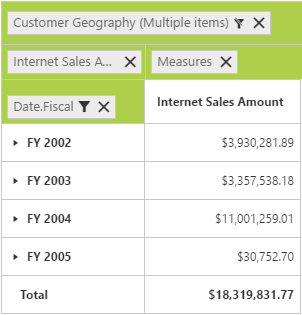 Customer Geography (Multiple items)
Internet Sales A... Measures
Date.Fiscal Internet Sales Amount
FY 2002 $3,930,281.89
FY 2003 $3,357,538.18
FY 2004 $11,001,259.01
FY 2005 $30,752.70
Total $18,319,831.77